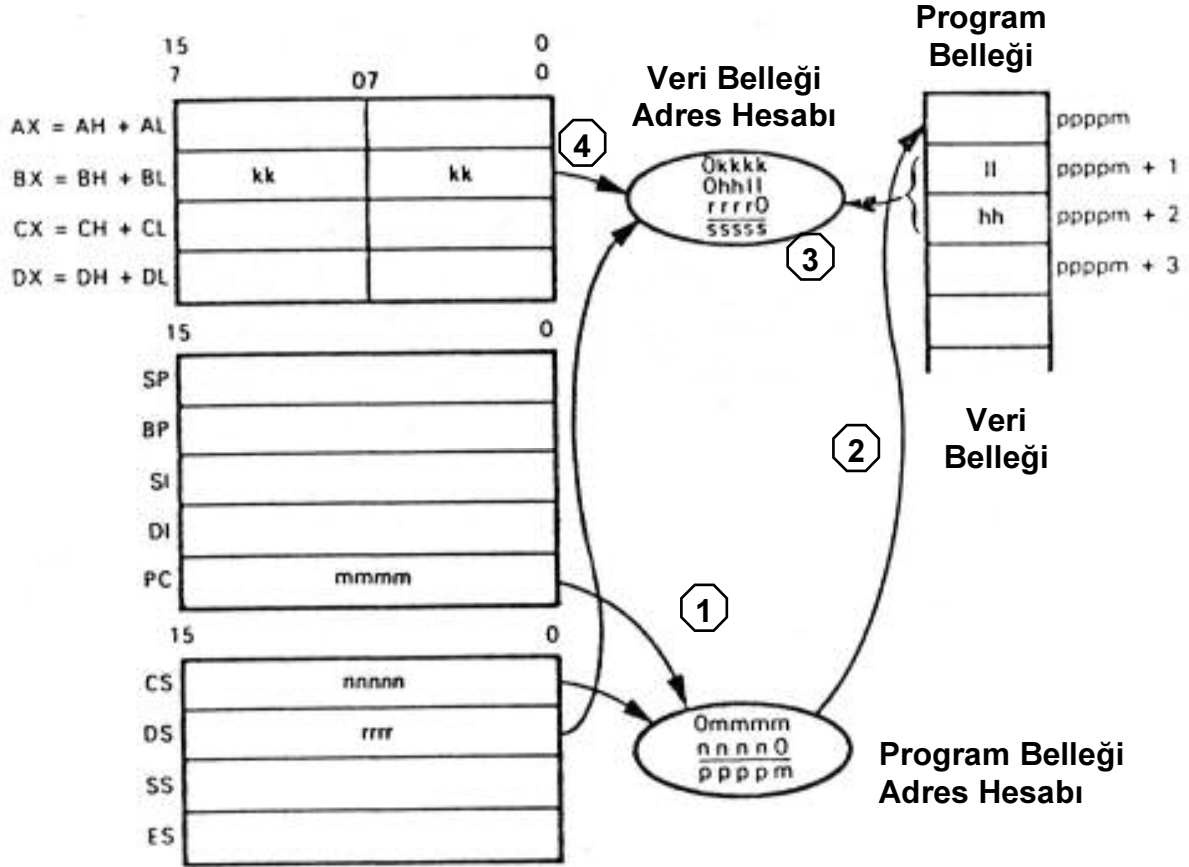 15 0
7 07 0
AX = AH + AL
BX = BH + BL kk kk
CX = CH + CL
DX = DH + DL
4
Veri Belleği
Adres Hesabı
0kkkk
0hhll
rrrr0
sssss
3
Program
Belleği
ppppm
ll ppppm + 1
hh ppppm + 2
ppppm + 3
Veri
Belleği
2
15 0
SP
BP
SI
DI
PC mmmm
1
15 0
CS nnnnn
DS rrrr
SS
ES
0mmmm
nnnn0
ppppm
Program Belleği
Adres Hesabı